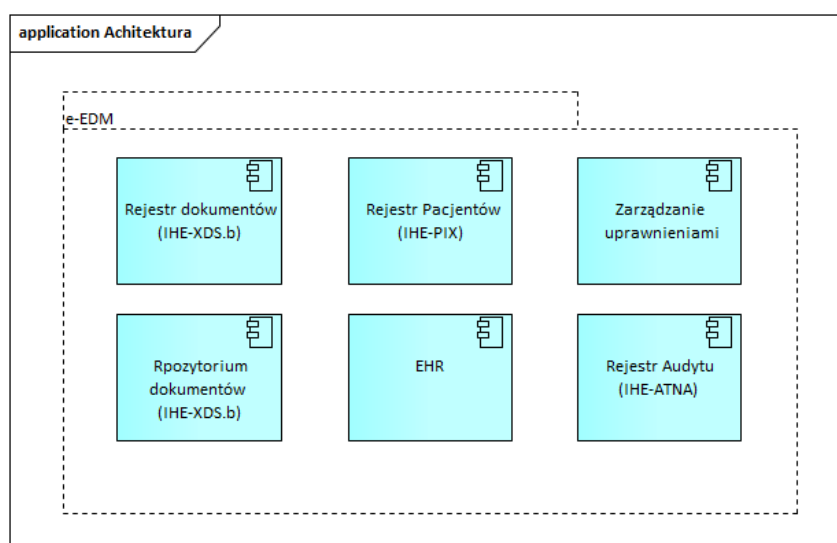 application Achitektura
e-EDM
Rejestr dokumentów
(IHE-XDS.b)
Rejestr Pacjentów
(IHE-PIX)
Zarządzanie
uprawnieniami
Rpozytorium
dokumentów
(IHE-XDS.b)
EHR
Rejestr Audytu
(IHE-ATNA)